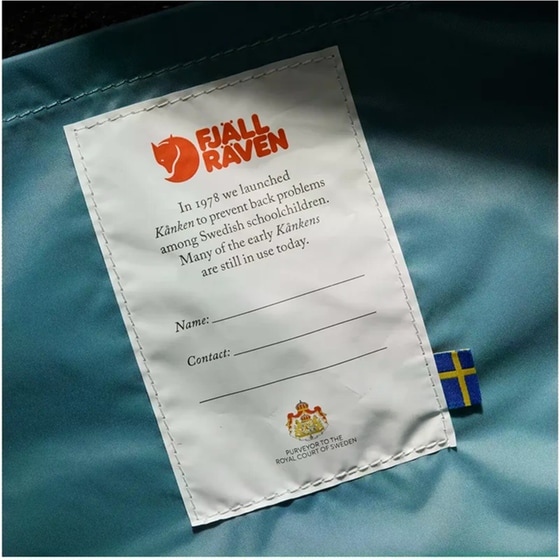 FJÄLL
RÄVEN
In 1978 we launched
Kånken to prevent back problems
among Swedish schoolchildren.
Many of the early Kånkens
are still in use today.
Name:
Contact:
PURVEYOR TO THE
ROYAL COURT OF SWEDEN